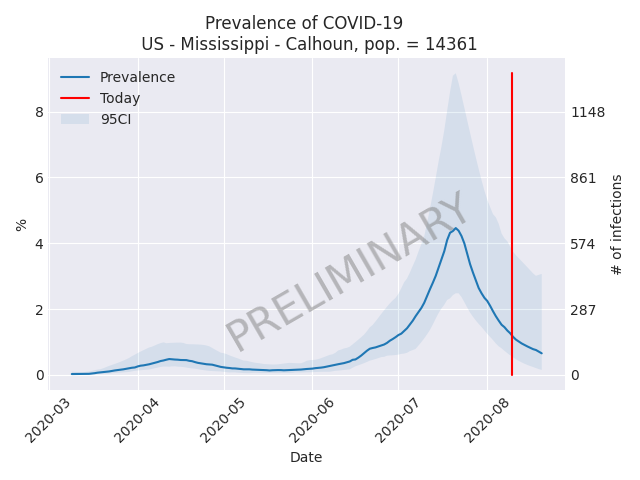 Prevalence of COVID-19
US - Mississippi - Calhoun, pop. = 14361
Prevalence
Today
95CI
8
6
4
2
0
%
1148
861
574
287
0
# of infections
PRELIMINARY
2020-03
2020-04
2020-05
2020-06
2020-07
2020-08
Date